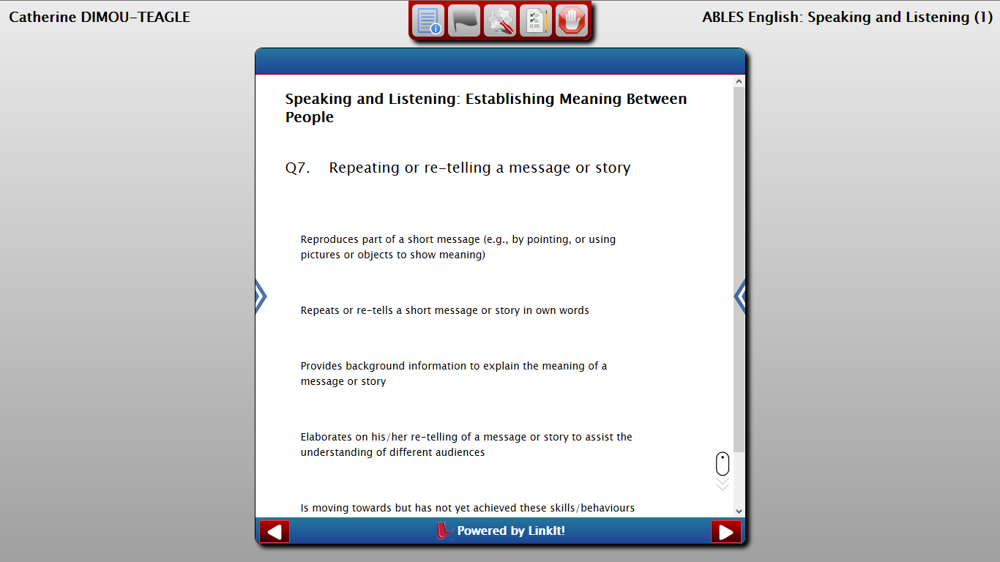 Catherine DIMOU-TEAGLE
ABLES English: Speaking and Listening (1)
Speaking and Listening: Establishing Meaning Between
People
Q7. Repeating or re-telling a message or story
Reproduces part of a short message (e.g., by pointing, or using
pictures or objects to show meaning)
Repeats or re-tells a short message or story in own words
Provides background information to explain the meaning of a
message or story
Elaborates on his/her re-telling of a message or story to assist the
understanding of different audiences
Is moving towards but has not yet achieved these skills/behaviours
Powered by LinkIt!